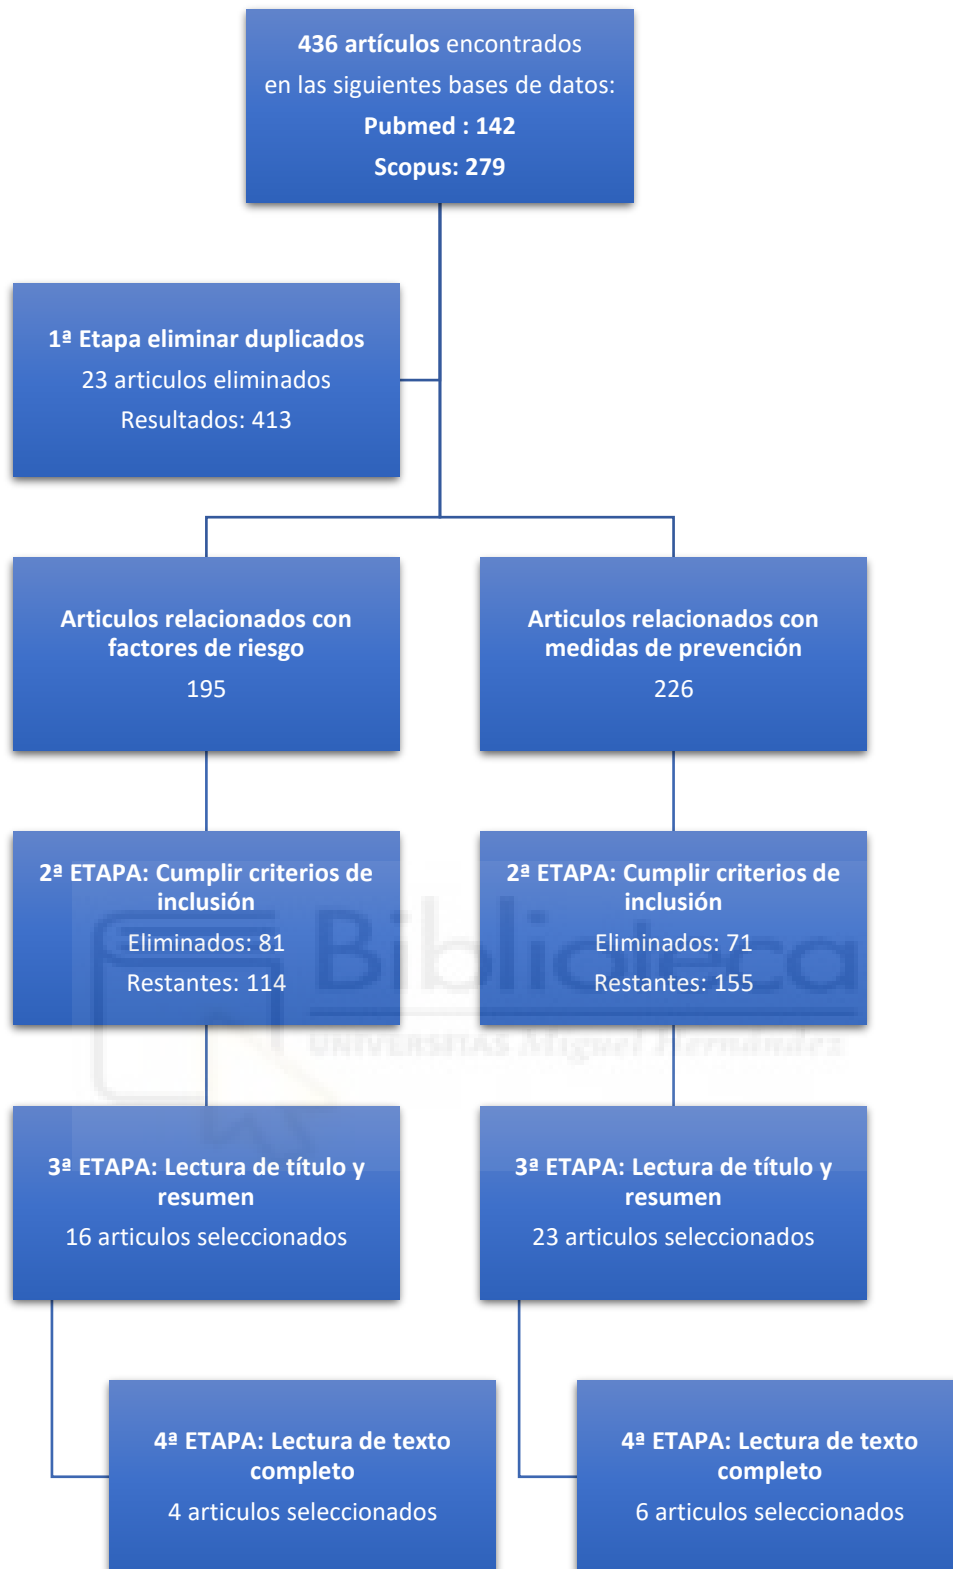 436 artículos encontrados
en las siguientes bases de datos:
Pubmed : 142
Scopus: 279
1ª Etapa eliminar duplicados
23 articulos eliminados
Resultados: 413
Articulos relacionados con
factores de riesgo
195
Articulos relacionados con
medidas de prevención
226
2ª ETAPA: Cumplir criterios de
inclusión
Eliminados: 81
Restantes: 114
2ª ETAPA: Cumplir criterios de
inclusión
Eliminados: 71
Restantes: 155
Biblioteca
UNIVERSITAS Miguel Hernández
3ª ETAPA: Lectura de título y
resumen
16 articulos seleccionados
3ª ETAPA: Lectura de título y
resumen
23 articulos seleccionados
4ª ETAPA: Lectura de texto
completo
4 articulos seleccionados
4ª ETAPA: Lectura de texto
completo
6 articulos seleccionados